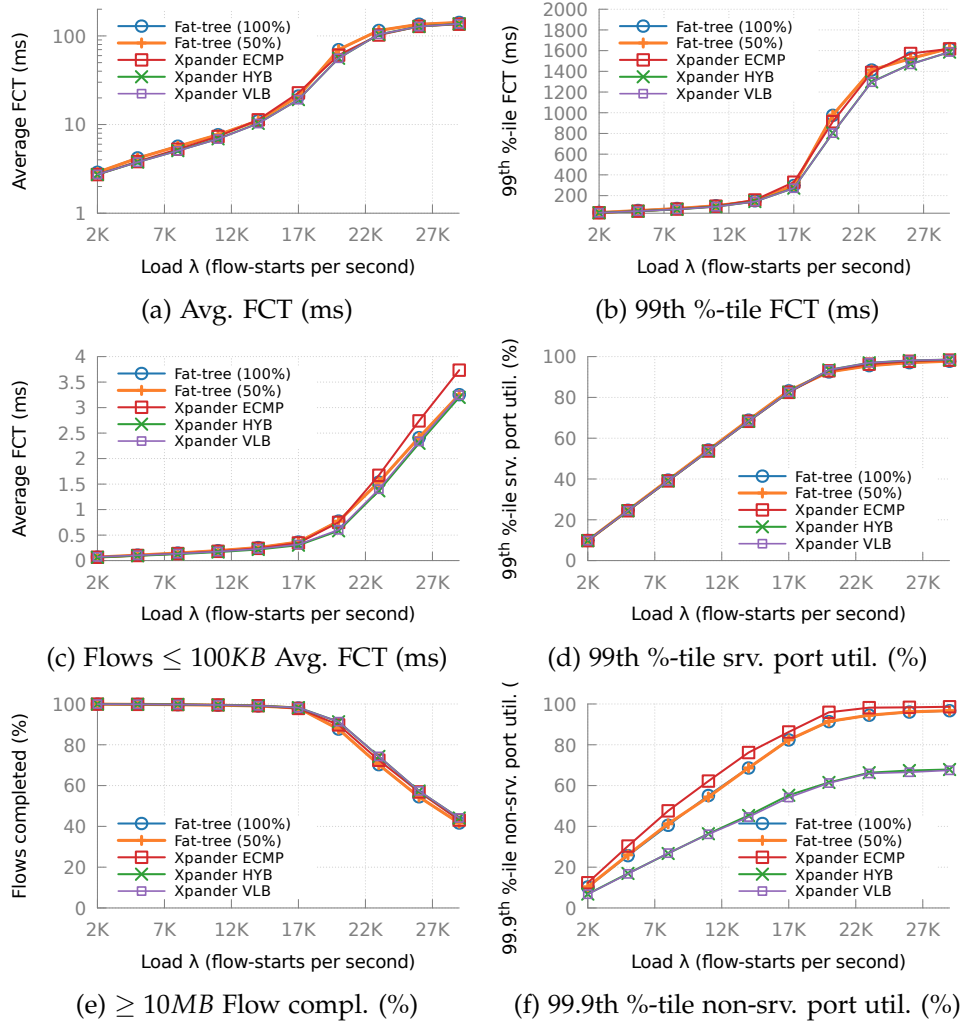 Average FCT (ms)
100
10
1
Fat-tree (100%)
Fat-tree (50%)
Xpander ECMP
Xpander HYB
Xpander VLB
2K 7K 12K 17K 22K 27K
Load λ (flow-starts per second)
(a) Avg. FCT (ms)
99th %-ile FCT (ms)
2000
1800
1600
1400
1200
1000
800
600
400
200
Fat-tree (100%)
Fat-tree (50%)
Xpander ECMP
Xpander HYB
Xpander VLB
2K 7K 12K 17K 22K 27K
Load λ (flow-starts per second)
(b) 99th %-tile FCT (ms)
Average FCT (ms)
4
3.5
3
2.5
2
1.5
1
0.5
0
Fat-tree (100%)
Fat-tree (50%)
Xpander ECMP
Xpander HYB
Xpander VLB
2K 7K 12K 17K 22K 27K
Load λ (flow-starts per second)
(c) Flows ≤ 100KB Avg. FCT (ms)
99th %-ile srv. port util. (%)
100
80
60
40
20
0
Fat-tree (100%)
Fat-tree (50%)
Xpander ECMP
Xpander HYB
Xpander VLB
2K 7K 12K 17K 22K 27K
Load λ (flow-starts per second)
(d) 99th %-tile srv. port util. (%)
Flows completed (%)
100
80
60
40
20
0
Fat-tree (100%)
Fat-tree (50%)
Xpander ECMP
Xpander HYB
Xpander VLB
2K 7K 12K 17K 22K 27K
Load λ (flow-starts per second)
(e) ≥ 10MB Flow compl. (%)
99.9th %-ile non-srv. port util. (
100
80
60
40
20
0
Fat-tree (100%)
Fat-tree (50%)
Xpander ECMP
Xpander HYB
Xpander VLB
2K 7K 12K 17K 22K 27K
Load λ (flow-starts per second)
(f) 99.9th %-tile non-srv. port util. (%)